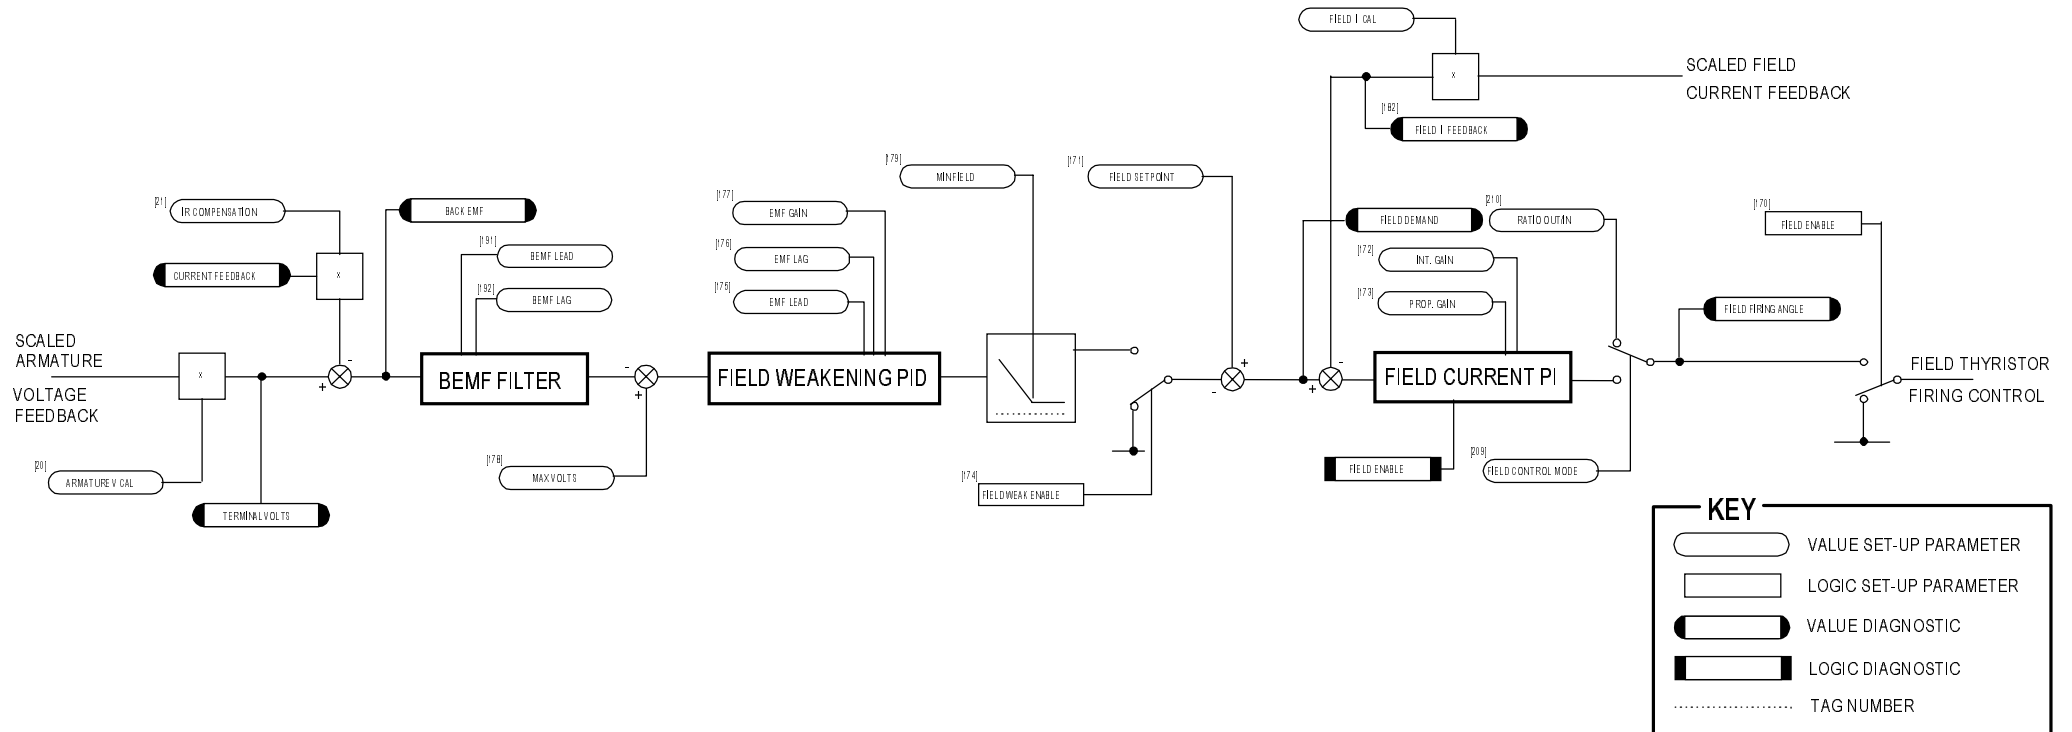 FIELD I CAL
x
SCALED FIELD
CURRENT FEEDBACK
[182]
FIELD I FEEDBACK
[179]
MIN FIELD
[171]
FIELD SETPOINT
[21]
IR COMPENSATION
BACK EMF
[177]
EMF GAIN
FIELD DEMAND
[210]
RATIO OUT/IN
[170]
FIELD ENABLE
[191]
BEMF LEAD
[176]
EMF LAG
[172]
INT. GAIN
CURRENT FEEDBACK
x
[192]
BEMF LAG
[175]
EMF LEAD
[173]
PROP. GAIN
FIELD FIRING ANGLE
SCALED
ARMATURE
VOLTAGE
FEEDBACK
x
-
+
BEMF FILTER
-
+
FIELD WEAKENING PID
+
-
-
+
FIELD CURRENT PI
FIELD THYRISTOR
FIRING CONTROL
[20]
ARMATURE V CAL
[178]
MAX VOLTS
[174]
FIELD WEAK ENABLE
FIELD ENABLE
[209]
FIELD CONTROL MODE
TERMINAL VOLTS
KEY
VALUE SET-UP PARAMETER
LOGIC SET-UP PARAMETER
VALUE DIAGNOSTIC
LOGIC DIAGNOSTIC
TAG NUMBER